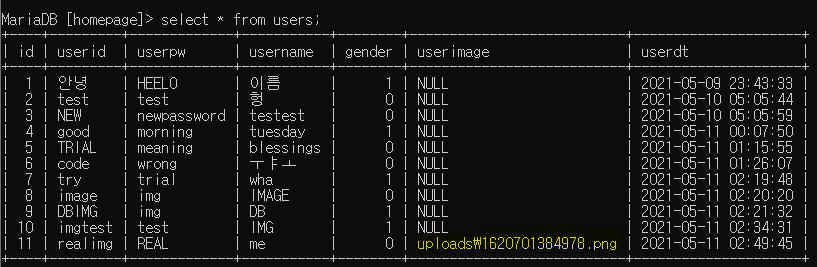 MariaDB [homepage]> select * from users;
| id | userid | userpw | username | gender | userimage | userdt |
| 1 | 안녕 | HEELO | 이름 | 1 | NULL | 2021-05-09 23:43:33 |
| 2 | test | test | 헝 | 0 | NULL | 2021-05-10 05:05:44 |
| 3 | NEW | newpassword | testest | 0 | NULL | 2021-05-10 05:05:59 |
| 4 | good | morning | tuesday | 1 | NULL | 2021-05-11 00:07:50 |
| 5 | TRIAL | meaning | blessings | 0 | NULL | 2021-05-11 01:15:55 |
| 6 | code | wrong | ㅜㅑㅗ | 0 | NULL | 2021-05-11 01:26:07 |
| 7 | try | trial | wha | 1 | NULL | 2021-05-11 02:19:48 |
| 8 | image | img | IMAGE | 0 | NULL | 2021-05-11 02:20:20 |
| 9 | DBIMG | img | DB | 1 | NULL | 2021-05-11 02:21:32 |
| 10 | imgtest | test | IMG | 1 | NULL | 2021-05-11 02:34:31 |
| 11 | realimg | REAL | me | 0 | uploads₩1620701384978.png | 2021-05-11 02:49:45 |